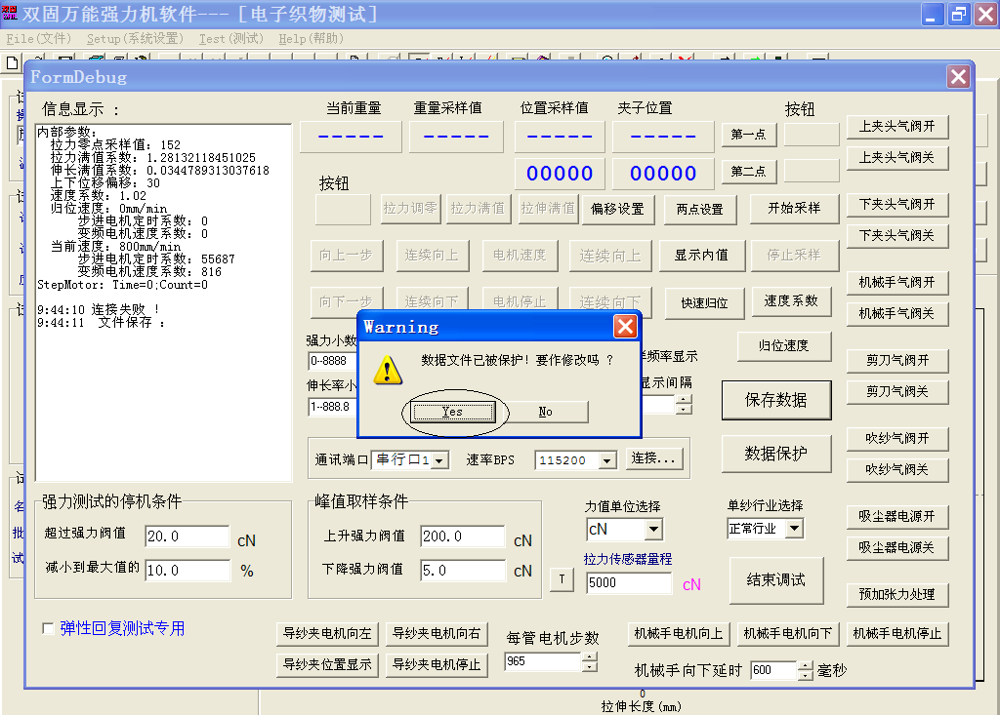 双固万能强力机软件---［电子织物测试］
File(文件) Setup(系统设置) Test(测试) Help(帮助)
FormDebug
信息显示 ：
内部参数:
拉力零点采样值: 152
拉力满值系数: 1.28132118451025
伸长满值系数: 0.0344789313037618
上下位移偏移: 30
速度系数: 1.02
归位速度: 0mm/min
步进电机定时系数: 0
变频电机速度系数: 0
当前速度: 800mm/min
步进电机定时系数: 55687
变频电机速度系数: 816
StepMotor: Time=0;Count=0
9:44:10 连接失败 ！
9:44:11 文件保存 ：
当前重量 重量采样值 位置采样值 夹子位置 按钮
----- ----- ----- -----
00000 00000
第一点
第二点
按钮
拉力调零 拉力满值 拉伸满值 偏移设置 两点设置 开始采样
向上一步 连续向上 电机速度 连续向上 显示内值 停止采样
向下一步 连续向下 电机停止 连续向下 快速归位 速度系数
强力小数
0--8888
伸长率小
1--888.8
样频率显示
显示间隔
归位速度
保存数据
数据保护
Warning
数据文件已被保护! 要作修改吗 ？
Yes No
通讯端口 串行口1 速率BPS 115200 连接...
上夹头气阀开
上夹头气阀关
下夹头气阀开
下夹头气阀关
机械手气阀开
机械手气阀关
剪刀气阀开
剪刀气阀关
吹纱气阀开
吹纱气阀关
吸尘器电源开
吸尘器电源关
预加张力处理
强力测试的停机条件
超过强力阀值 20.0 cN
减小到最大值的 10.0 %
峰值取样条件
上升强力阀值 200.0 cN
下降强力阀值 5.0 cN
T
力值单位选择
cN
拉力传感器量程
5000 cN
单纱行业选择
正常行业
结束调试
弹性回复测试专用
导纱夹电机向左 导纱夹电机向右
导纱夹位置显示 导纱夹电机停止
每管电机步数
965
机械手电机向上 机械手电机向下 机械手电机停止
机械手向下延时 600 毫秒
0
拉伸长度(mm)